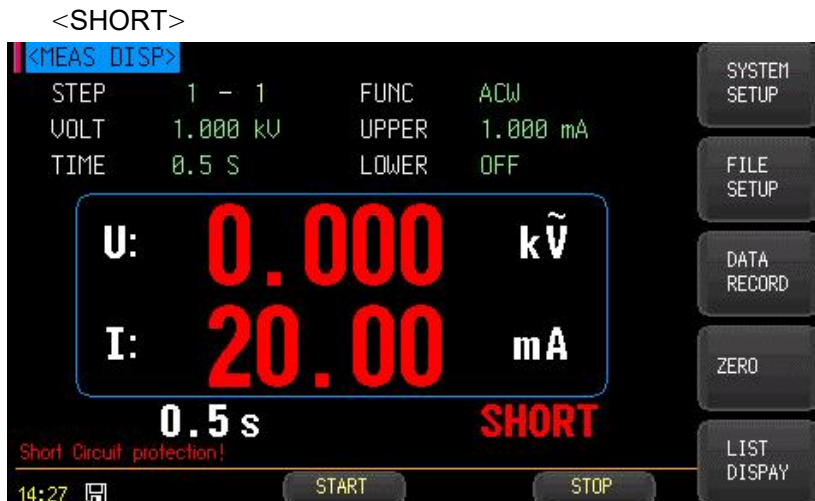 <SHORT>
<MEAS DISP>
STEP 1 - 1 FUNC ACW
VOLT 1.000 kV UPPER 1.000 mA
TIME 0.5 S LOWER OFF
U: 0.000 kṼ
I: 20.00 mA
0.5 s SHORT
Short Circuit protection!
14:27 START STOP
SYSTEM
SETUP
FILE
SETUP
DATA
RECORD
ZERO
LIST
DISPAY